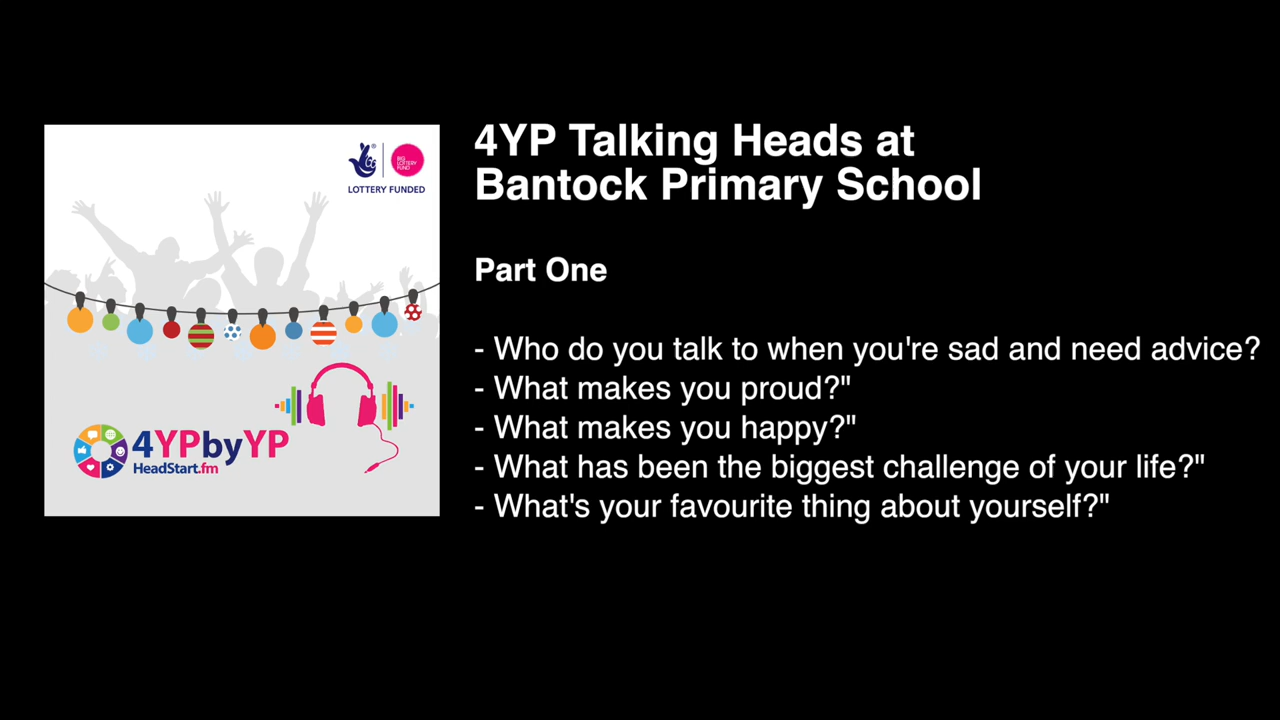 BIG
LOTTERY
FUND
LOTTERY FUNDED
4YPbyYP
HeadStart.fm
4YP Talking Heads at
Bantock Primary School
Part One
- Who do you talk to when you're sad and need advice?
- What makes you proud?"
- What makes you happy?"
- What has been the biggest challenge of your life?"
- What's your favourite thing about yourself?"